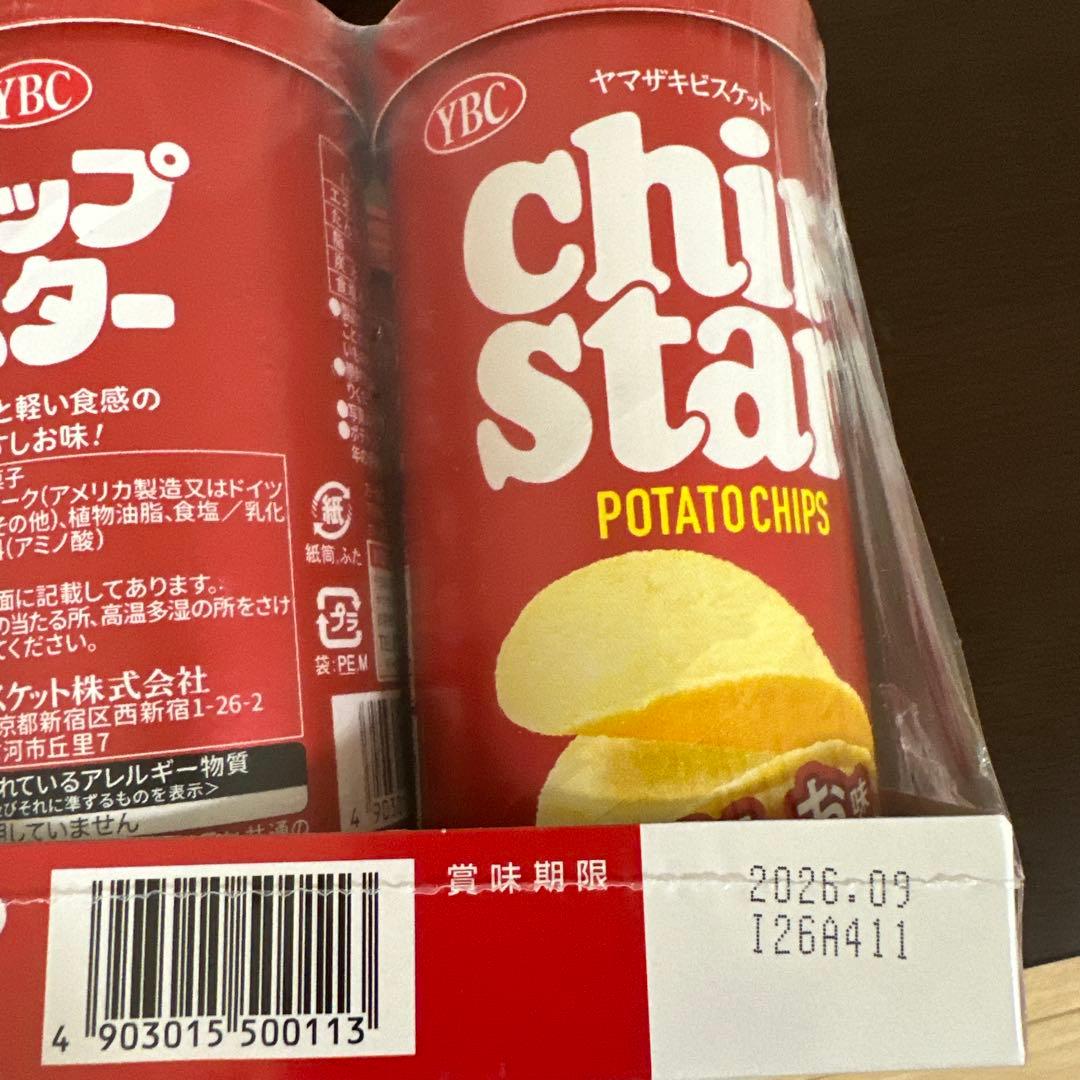 YBC
ップ
ター
と軽い食感の
しお味!
菓子
ーク(アメリカ製造又はドイツ
その他)、植物油脂、食塩/乳化
(アミノ酸)
面に記載してあります。
の当たる所、高温多湿の所をさけ
てください。
スケット株式会社
京都新宿区西新宿1-26-2
河市丘里7
れているアレルギー物質
及びそれに準ずるものを表示>
用していません
紙
紙筒、ふた
プラ
袋:PE,M
YBC
ヤマザキビスケット
chip
star
POTATO CHIPS
お味
賞味期限
2026.09
I26A411
4 903015 500113